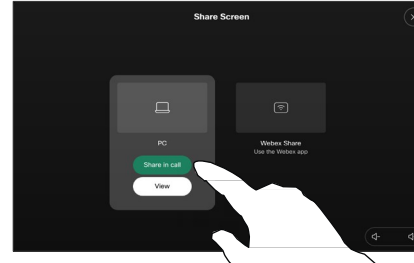 Share Screen
PC
Share in call
View
Webex Share
Use the Webex app